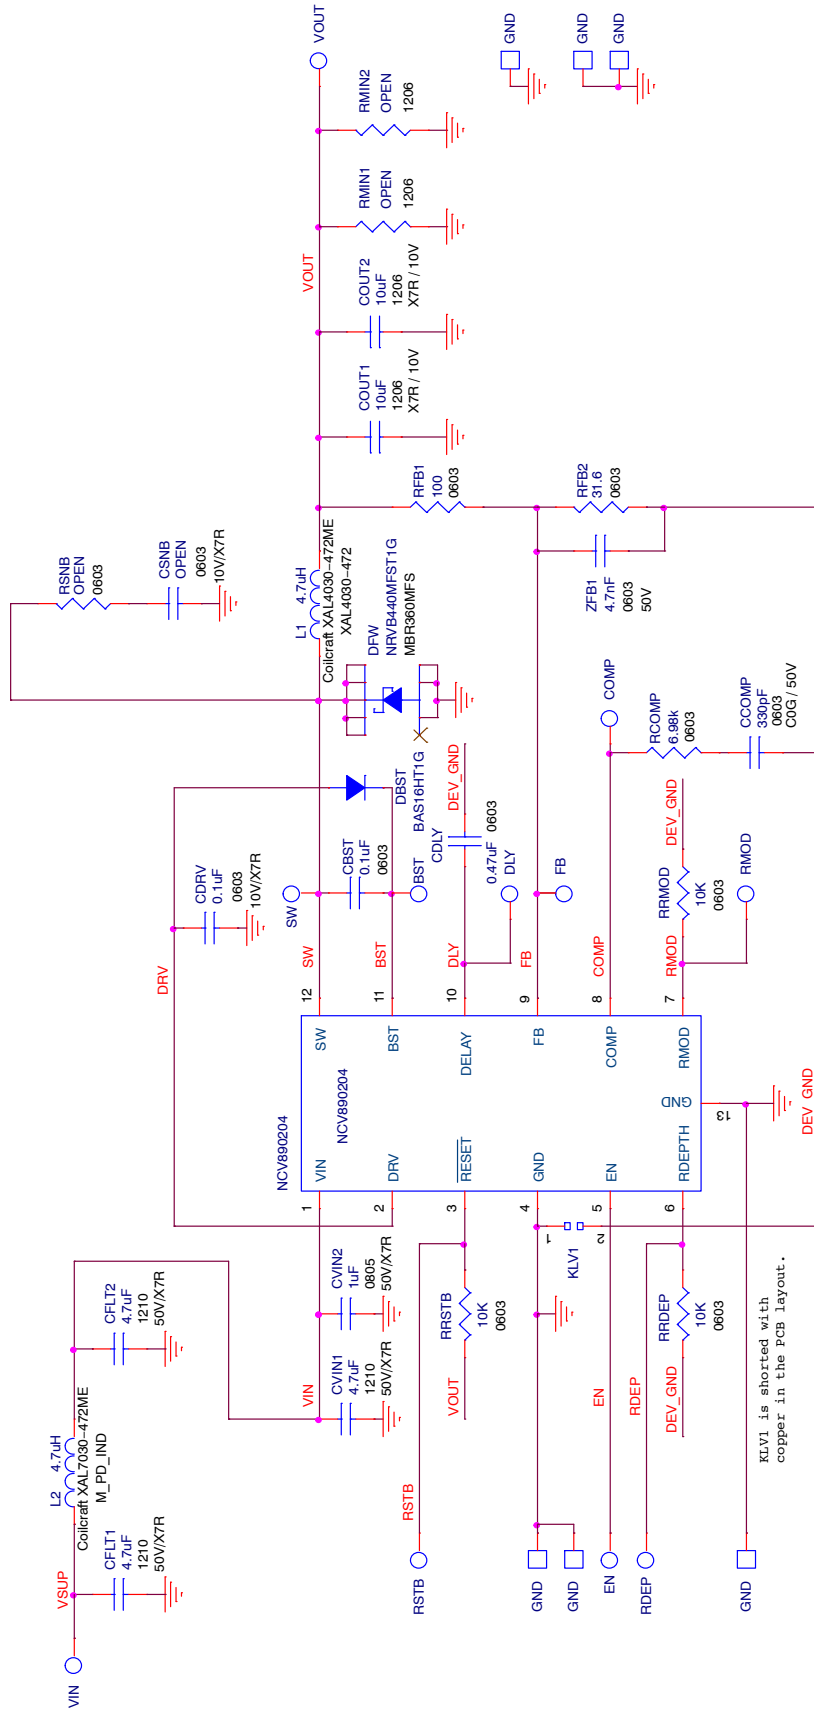 VIN
VSUP
CFLT1
4.7uF
1210
50V/X7R
L2
4.7uH
Coilcraft XAL7030-472ME
M_PD_IND
CFLT2
4.7uF
1210
50V/X7R
DRV
CDRV
0.1uF
0603
10V/X7R
RSNB
OPEN
0603
CSNB
OPEN
0603
10V/X7R
VIN
CVIN1
4.7uF
1210
50V/X7R
CVIN2
1uF
0805
50V/X7R
NCV890204
NCV890204
1
VIN
2
DRV
3
RESET
4
GND
5
EN
6
RDEPTH
12
SW
11
BST
10
DELAY
9
FB
8
COMP
7
RMOD
GND
13
DEV_GND
SW
SW
CBST
0.1uF
0603
BST
BST
DBST
BAS16HT1G
DFW
NRVB440MFST1G
MBR360MFS
L1
4.7uH
Coilcraft XAL4030-472ME
XAL4030-472
VOUT
COUT1
10uF
1206
X7R / 10V
COUT2
10uF
1206
X7R / 10V
RMIN1
OPEN
1206
RMIN2
OPEN
1206
VOUT
GND
GND
GND
RSTB
RSTB
VOUT
RRSTB
10K
0603
DLY
CDLY
0.47uF
0603
DEV_GND
DLY
FB
FB
RFB1
100
0603
RFB2
31.6
0603
ZFB1
4.7nF
0603
50V
GND
GND
KLV1
1
2
EN
EN
RDEP
RDEP
DEV_GND
RRDEP
10K
0603
COMP
COMP
RCOMP
6.98k
0603
CCOMP
330pF
0603
C0G / 50V
RMOD
RRMOD
10K
0603
DEV_GND
RMOD
GND
KLV1 is shorted with
copper in the PCB layout.